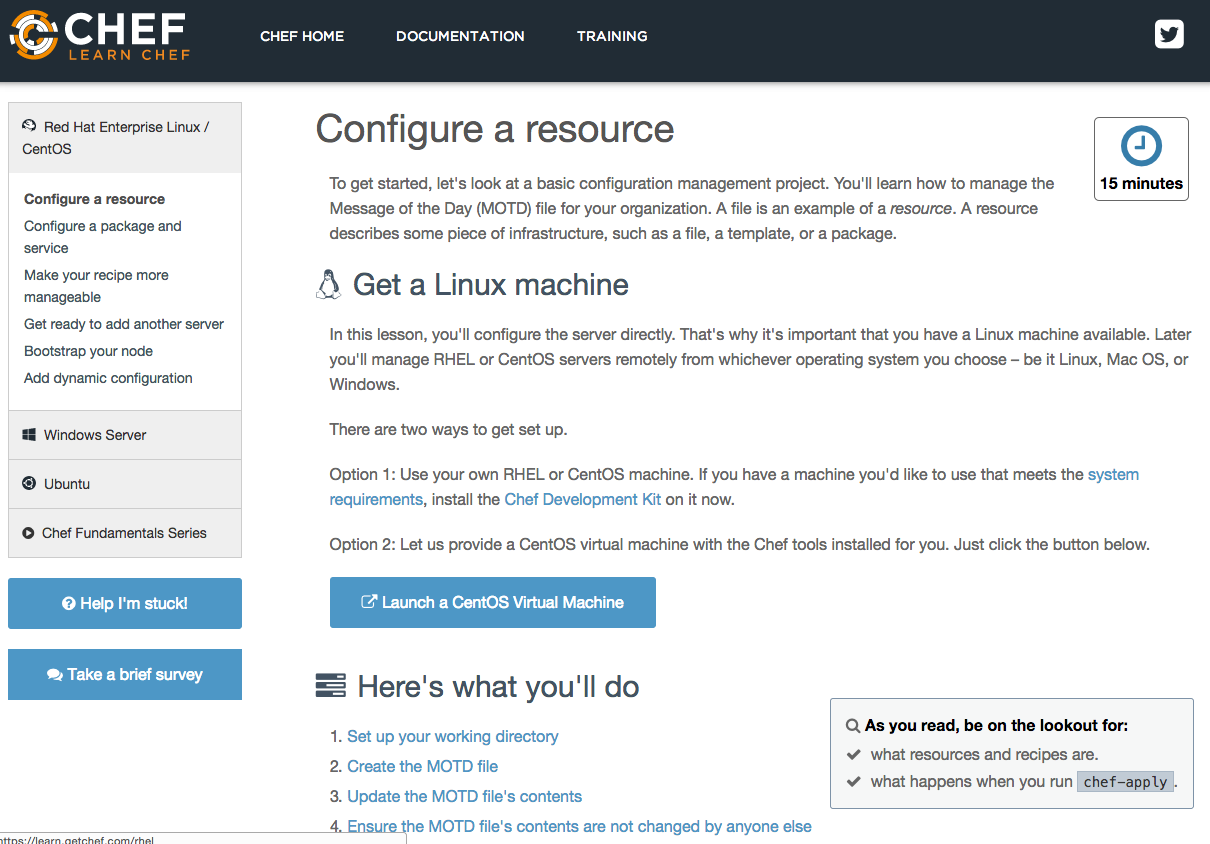 CHEF
LEARN CHEF
CHEF HOME
DOCUMENTATION
TRAINING
Red Hat Enterprise Linux /
CentOS
Configure a resource
Configure a package and
service
Make your recipe more
manageable
Get ready to add another server
Bootstrap your node
Add dynamic configuration
Windows Server
Ubuntu
Chef Fundamentals Series
Help I'm stuck!
Take a brief survey
Configure a resource
15 minutes
To get started, let's look at a basic configuration management project. You'll learn how to manage the
Message of the Day (MOTD) file for your organization. A file is an example of a resource. A resource
describes some piece of infrastructure, such as a file, a template, or a package.
Get a Linux machine
In this lesson, you'll configure the server directly. That's why it's important that you have a Linux machine available. Later
you'll manage RHEL or CentOS servers remotely from whichever operating system you choose – be it Linux, Mac OS, or
Windows.
There are two ways to get set up.
Option 1: Use your own RHEL or CentOS machine. If you have a machine you'd like to use that meets the system
requirements, install the Chef Development Kit on it now.
Option 2: Let us provide a CentOS virtual machine with the Chef tools installed for you. Just click the button below.
Launch a CentOS Virtual Machine
Here's what you'll do
1. Set up your working directory
2. Create the MOTD file
3. Update the MOTD file's contents
4. Ensure the MOTD file's contents are not changed by anyone else
As you read, be on the lookout for:
what resources and recipes are.
what happens when you run chef-apply.
https://learn.getchef.com/rhel